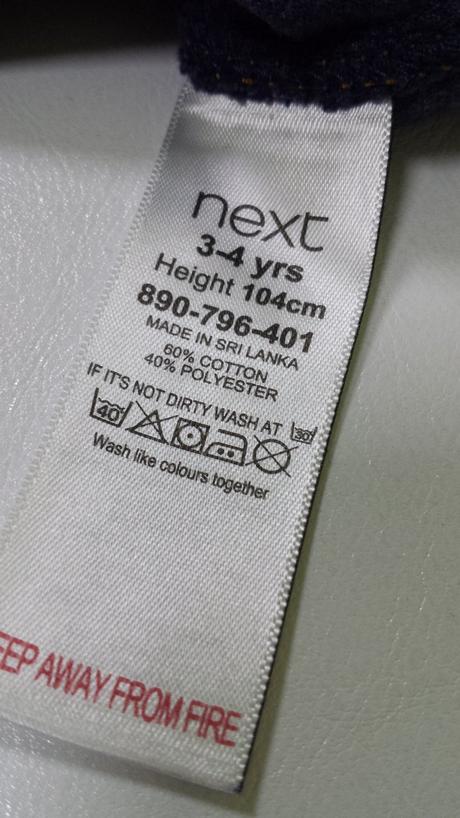 next
3-4 yrs
Height 104cm
890-796-401
MADE IN SRI LANKA
60% COTTON
40% POLYESTER
IF IT'S NOT DIRTY WASH AT 30°
40°
Wash like colours together
EEP AWAY FROM FIRE